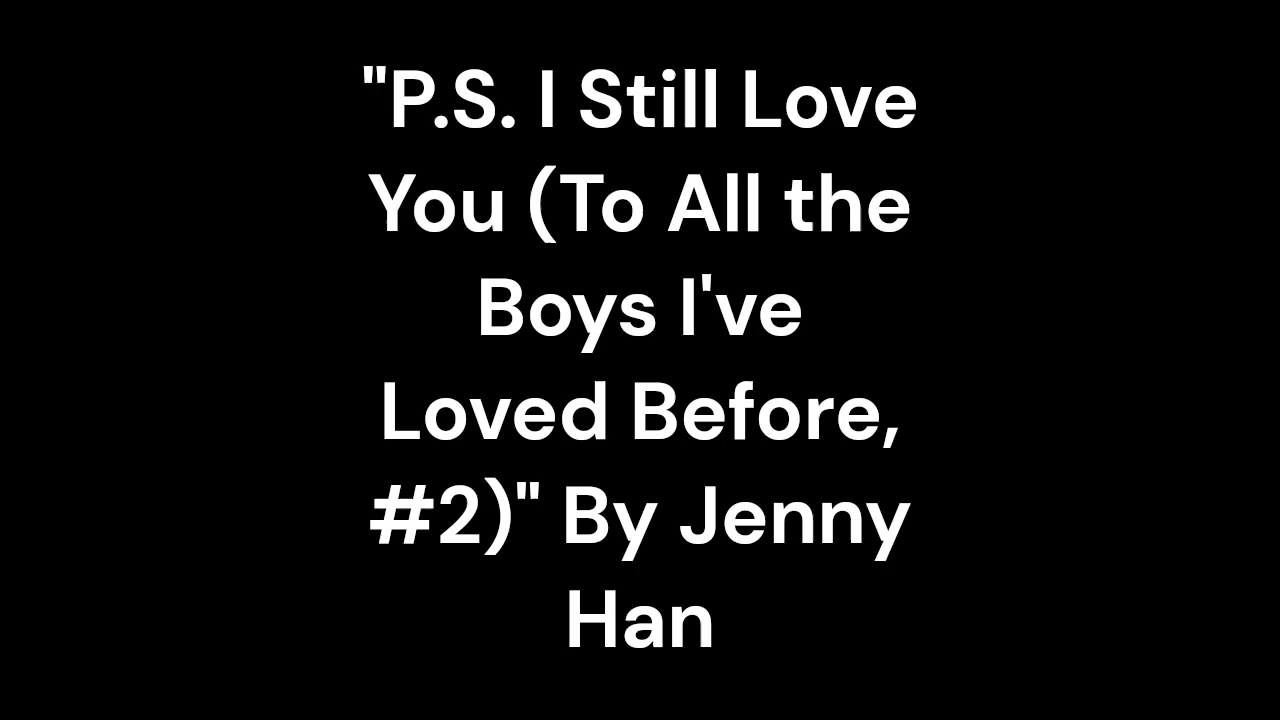 "P.S. I Still Love
You (To All the
Boys I've
Loved Before,
#2)" By Jenny
Han